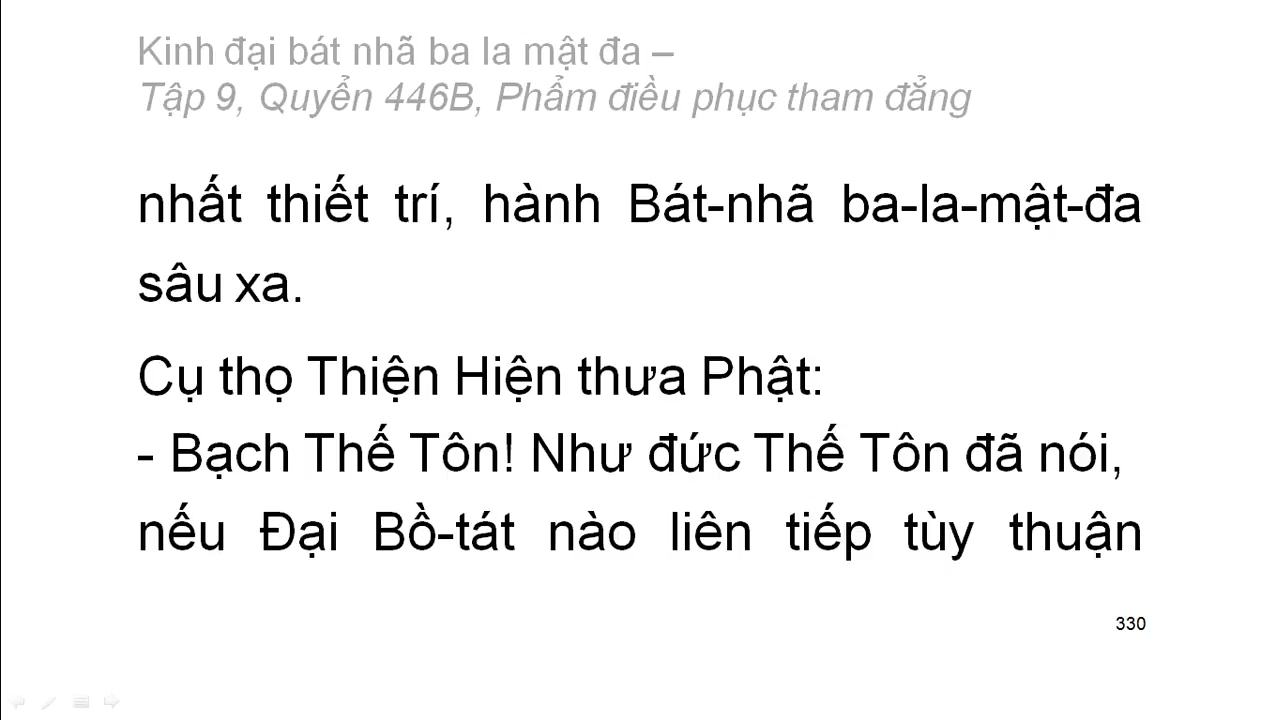 Kinh đại bát nhã ba la mật đa –
Tập 9, Quyển 446B, Phẩm điều phục tham đẳng
nhất thiết trí, hành Bát-nhã ba-la-mật-đa
sâu xa.
Cụ thọ Thiện Hiện thưa Phật:
- Bạch Thế Tôn! Như đức Thế Tôn đã nói,
nếu Đại Bồ-tát nào liên tiếp tùy thuận
330